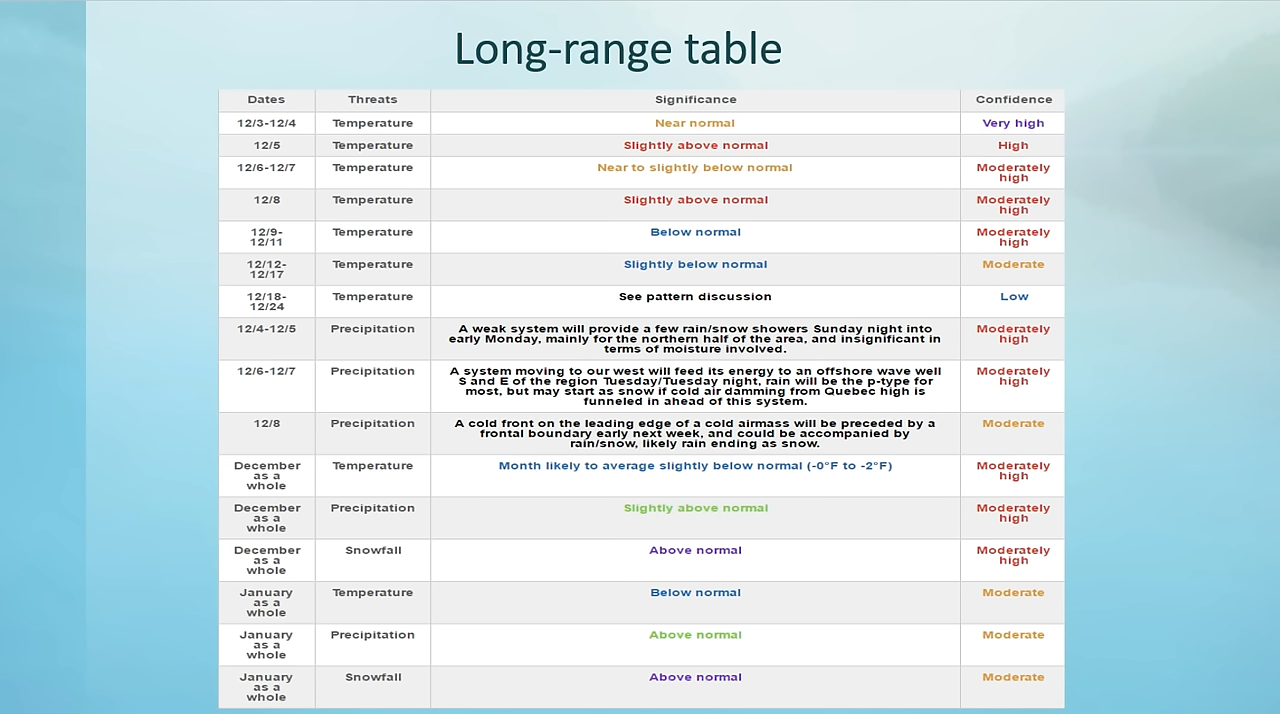 Long-range table
Dates Threats Significance Confidence
12/3-12/4 Temperature Near normal Very high
12/5 Temperature Slightly above normal High
12/6-12/7 Temperature Near to slightly below normal Moderately
high
12/8 Temperature Slightly above normal Moderately
high
12/9- Temperature Below normal Moderately
12/11 high
12/12- Temperature Slightly below normal Moderate
12/17
12/18- Temperature See pattern discussion Low
12/24
12/4-12/5 Precipitation A weak system will provide a few rain/snow showers Sunday night into Moderately
early Monday, mainly for the northern half of the area, and insignificant in high
terms of moisture involved.
12/6-12/7 Precipitation A system moving to our west will feed its energy to an offshore wave well Moderately
S and E of the region Tuesday/Tuesday night, rain will be the p-type for high
most, but may start as snow if cold air damming from Quebec high is
funneled in ahead of this system.
12/8 Precipitation A cold front on the leading edge of a cold airmass will be preceded by a Moderate
frontal boundary early next week, and could be accompanied by
rain/snow, likely rain ending as snow.
December Temperature Month likely to average slightly below normal (-0°F to -2°F) Moderately
as a high
whole
December Precipitation Slightly above normal Moderately
as a high
whole
December Snowfall Above normal Moderately
as a high
whole
January Temperature Below normal Moderate
as a
whole
January Precipitation Above normal Moderate
as a
whole
January Snowfall Above normal Moderate
as a
whole